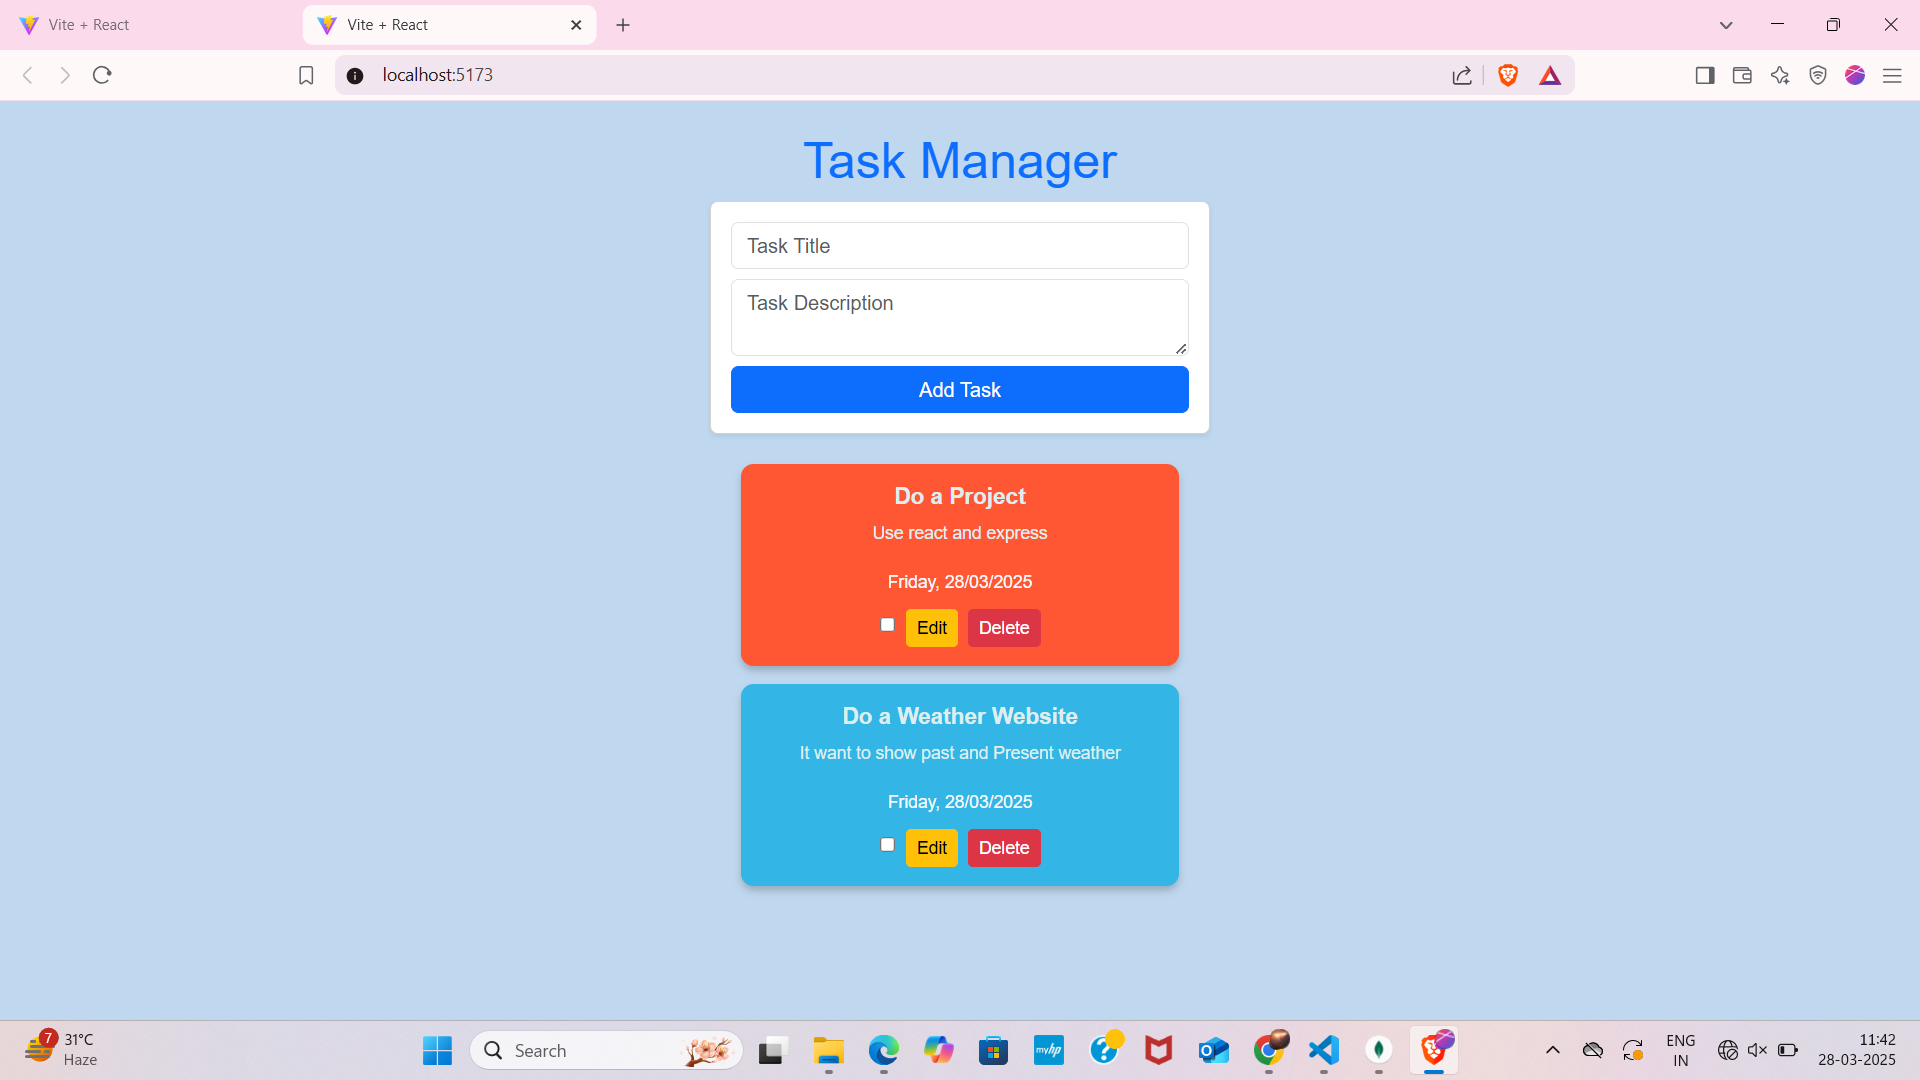 Vite + React
Vite + React
localhost:5173
Task Manager
Task Title
Task Description
Add Task
Do a Project
Use react and express
Friday, 28/03/2025
Edit Delete
Do a Weather Website
It want to show past and Present weather
Friday, 28/03/2025
Edit Delete
7
31°C
Haze
Search
myhp
ENG
IN
11:42
28-03-2025